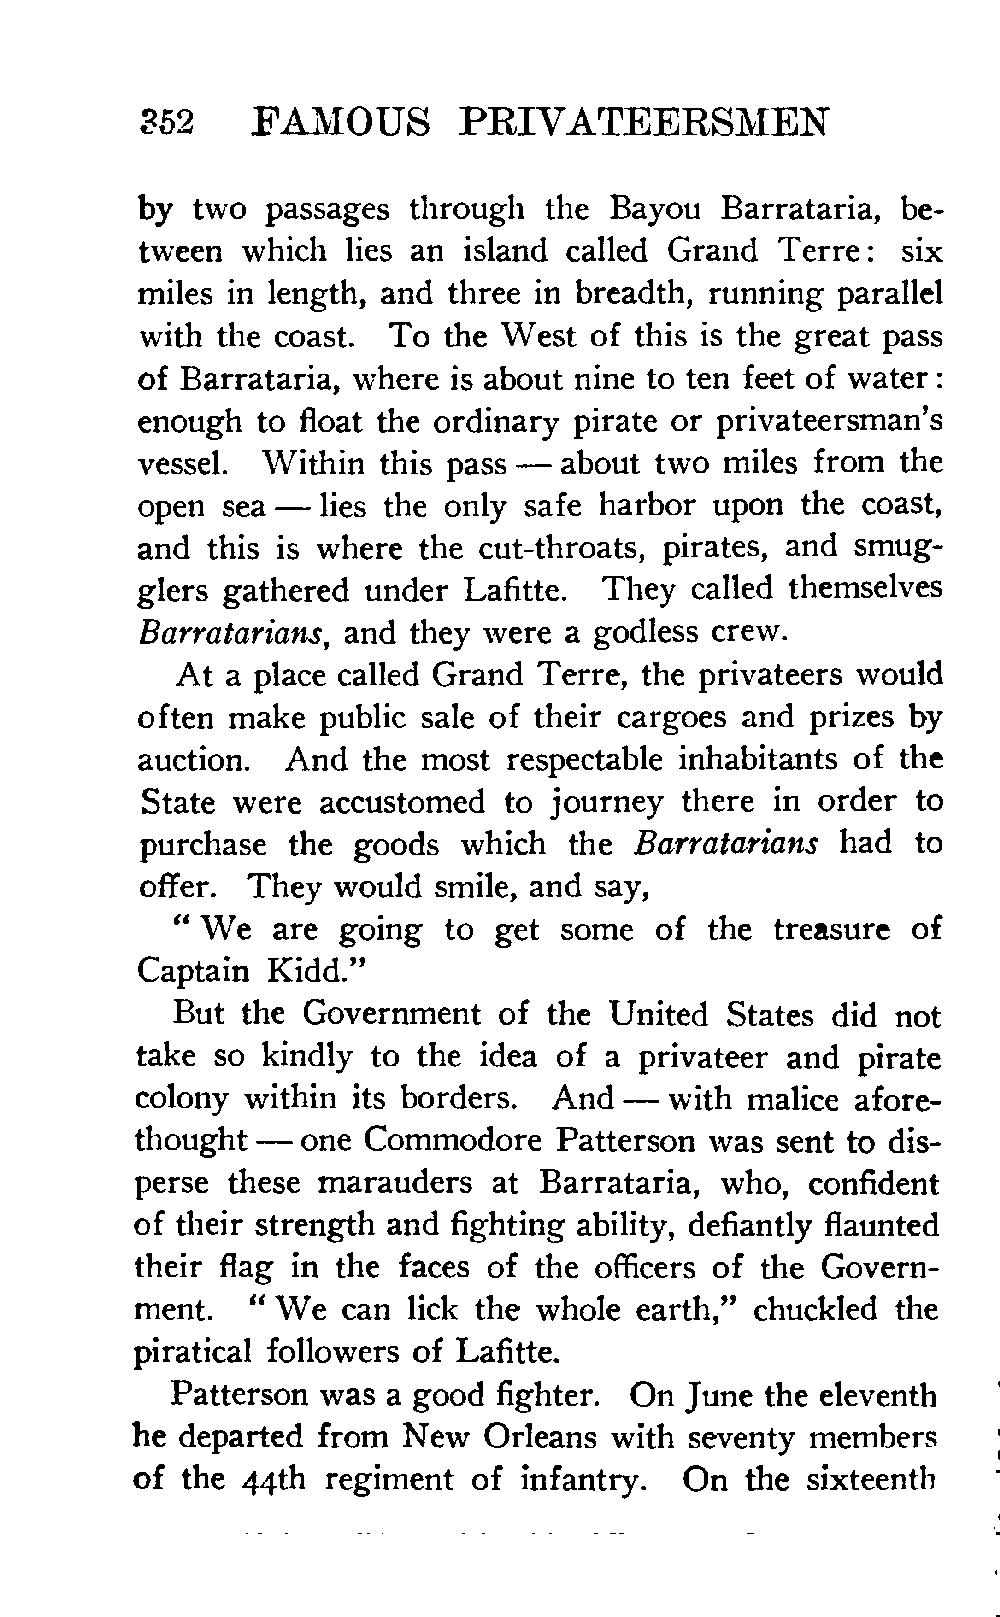 352 FAMOUS PRIVATEERSMEN
by two passages through the Bayou Barrataria, be-
tween which lies an island called Grand Terre: six
miles in length, and three in breadth, running parallel
with the coast. To the West of this is the great pass
of Barrataria, where is about nine to ten feet of water:
enough to float the ordinary pirate or privateersman's
vessel. Within this pass — about two miles from the
open sea — lies the only safe harbor upon the coast,
and this is where the cut-throats, pirates, and smug-
glers gathered under Lafitte. They called themselves
Barratarians, and they were a godless crew.
At a place called Grand Terre, the privateers would
often make public sale of their cargoes and prizes by
auction. And the most respectable inhabitants of the
State were accustomed to journey there in order to
purchase the goods which the Barratarians had to
offer. They would smile, and say,
"We are going to get some of the treasure of
Captain Kidd."
But the Government of the United States did not
take so kindly to the idea of a privateer and pirate
colony within its borders. And — with malice afore-
thought — one Commodore Patterson was sent to dis-
perse these marauders at Barrataria, who, confident
of their strength and fighting ability, defiantly flaunted
their flag in the faces of the officers of the Govern-
ment. "We can lick the whole earth," chuckled the
piratical followers of Lafitte.
Patterson was a good fighter. On June the eleventh
he departed from New Orleans with seventy members
of the 44th regiment of infantry. On the sixteenth